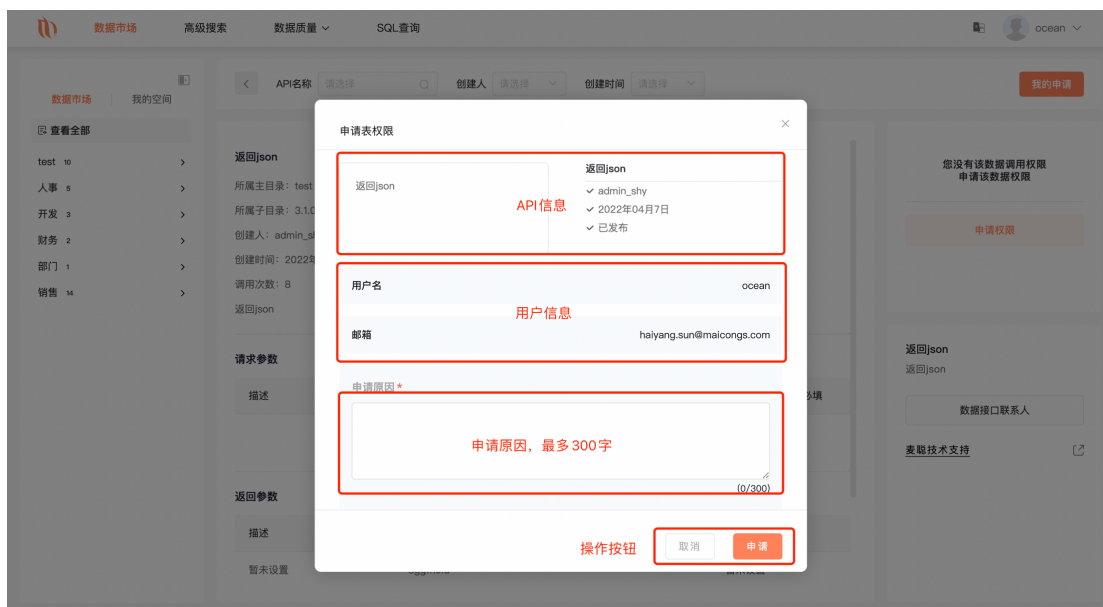 数据市场 高级搜索 数据质量 SQL查询 ocean
数据市场 我的空间
API名称 请选择 创建人 请选择 创建时间 请选择 我的申请
查看全部
test 10
人事 5
开发 3
财务 2
部门 1
销售 14
返回json
所属主目录：test
所属子目录：3.1.0
创建人：admin_s
创建时间：2022年
调用次数：8
返回json
请求参数
描述 必填
返回参数
描述
暂未设置
申请表权限
返回json
API信息
返回json
admin_shy
2022年04月7日
已发布
用户名 ocean
用户信息
邮箱 haiyang.sun@maicongs.com
申请原因 *
申请原因，最多300字
(0/300)
操作按钮 取消 申请
您没有该数据调用权限
申请该数据权限
申请权限
返回json
返回json
数据接口联系人
麦聪技术支持